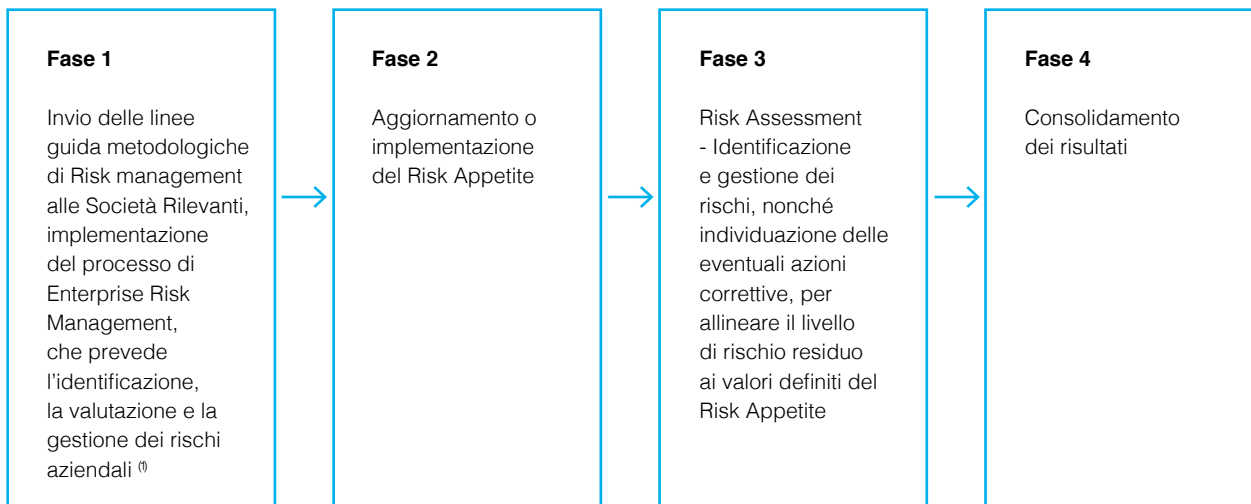 Fase 1
Invio delle linee
guida metodologiche
di Risk management
alle Società Rilevanti,
implementazione
del processo di
Enterprise Risk
Management,
che prevede
l’identificazione,
la valutazione e la
gestione dei rischi
aziendali (1)
Fase 2
Aggiornamento o
implementazione
del Risk Appetite
Fase 3
Risk Assessment
- Identificazione
e gestione dei
rischi, nonché
individuazione delle
eventuali azioni
correttive, per
allineare il livello
di rischio residuo
ai valori definiti del
Risk Appetite
Fase 4
Consolidamento
dei risultati